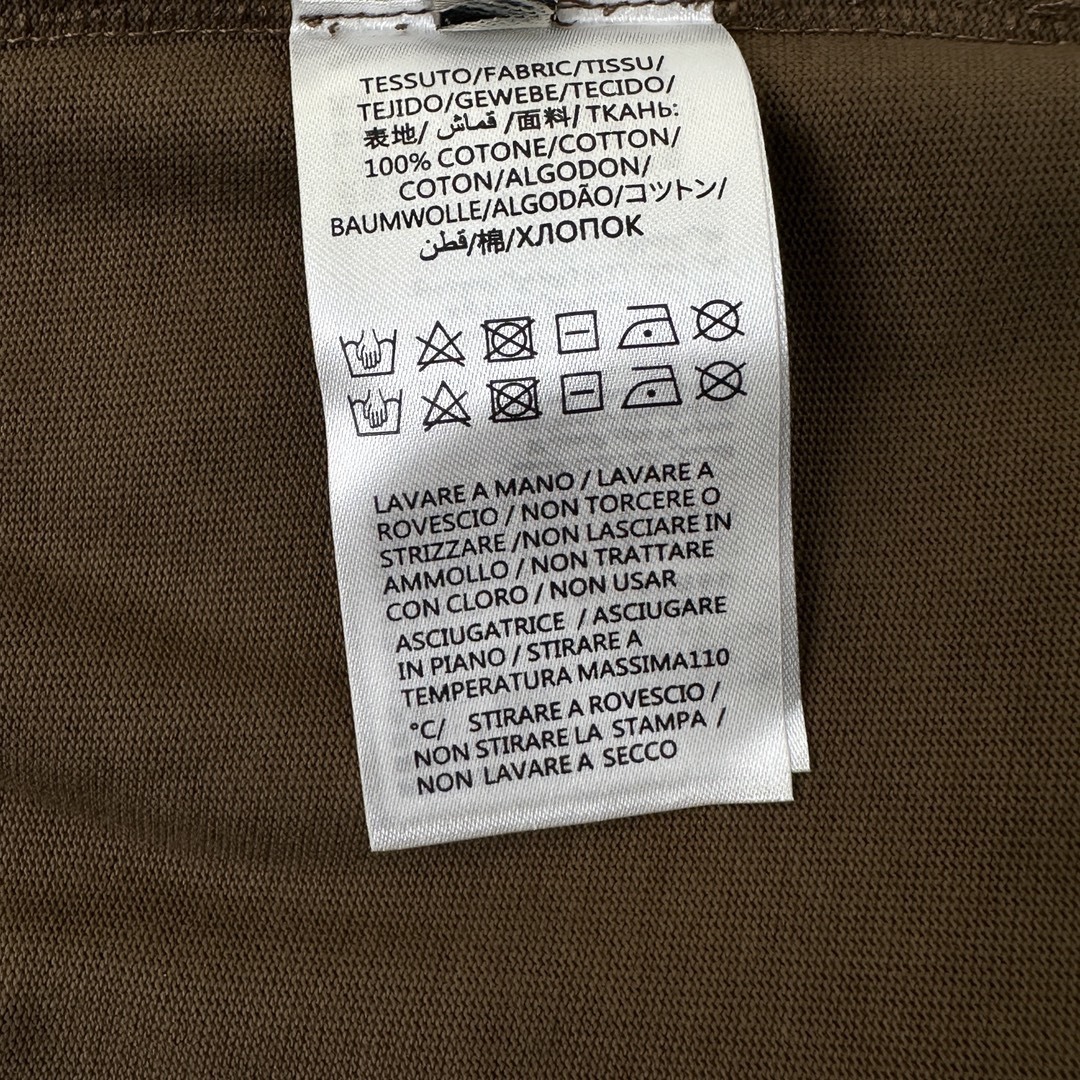 TESSUTO/FABRIC/TISSU/
TEJIDO/GEWEBE/TECIDO/
表地/ قماش /面料/ ТКАНЬ:
100% COTONE/COTTON/
COTON/ALGODON/
BAUMWOLLE/ALGODÃO/コツトン/
قطن/棉/ХЛОПОК
LAVARE A MANO / LAVARE A
ROVESCIO / NON TORCERE O
STRIZZARE /NON LASCIARE IN
AMMOLLO / NON TRATTARE
CON CLORO / NON USAR
ASCIUGATRICE / ASCIUGARE
IN PIANO / STIRARE A
TEMPERATURA MASSIMA110
°C/ STIRARE A ROVESCIO /
NON STIRARE LA STAMPA /
NON LAVARE A SECCO